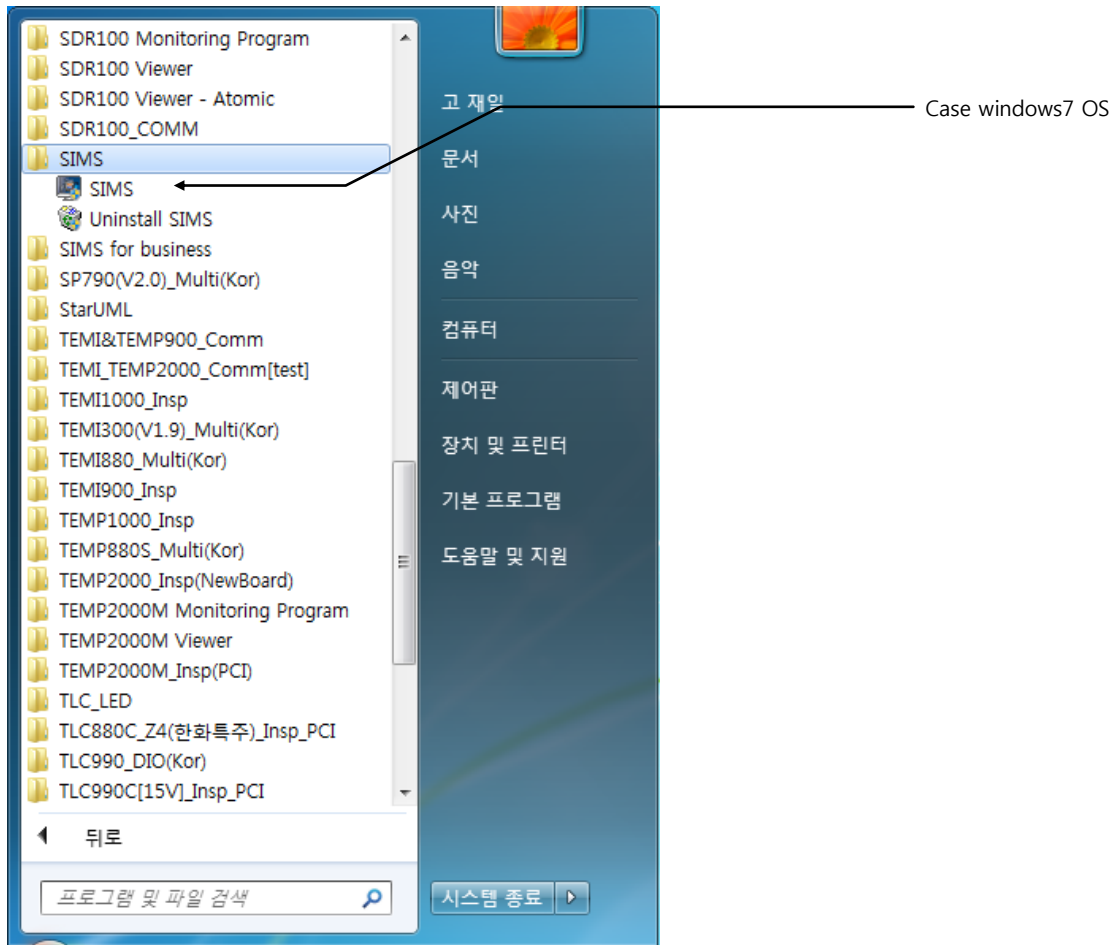 SDR100 Monitoring Program
SDR100 Viewer
SDR100 Viewer - Atomic
SDR100_COMM
SIMS
SIMS
Uninstall SIMS
SIMS for business
SP790(V2.0)_Multi(Kor)
StarUML
TEMI&TEMP900_Comm
TEMI_TEMP2000_Comm[test]
TEMI1000_Insp
TEMI300(V1.9)_Multi(Kor)
TEMI880_Multi(Kor)
TEMI900_Insp
TEMP1000_Insp
TEMP880S_Multi(Kor)
TEMP2000_Insp(NewBoard)
TEMP2000M Monitoring Program
TEMP2000M Viewer
TEMP2000M_Insp(PCI)
TLC_LED
TLC880C_Z4(한화특주)_Insp_PCI
TLC990_DIO(Kor)
TLC990C[15V]_Insp_PCI
뒤로
프로그램 및 파일 검색
고 재일
문서
사진
음악
컴퓨터
제어판
장치 및 프린터
기본 프로그램
도움말 및 지원
시스템 종료
Case windows7 OS